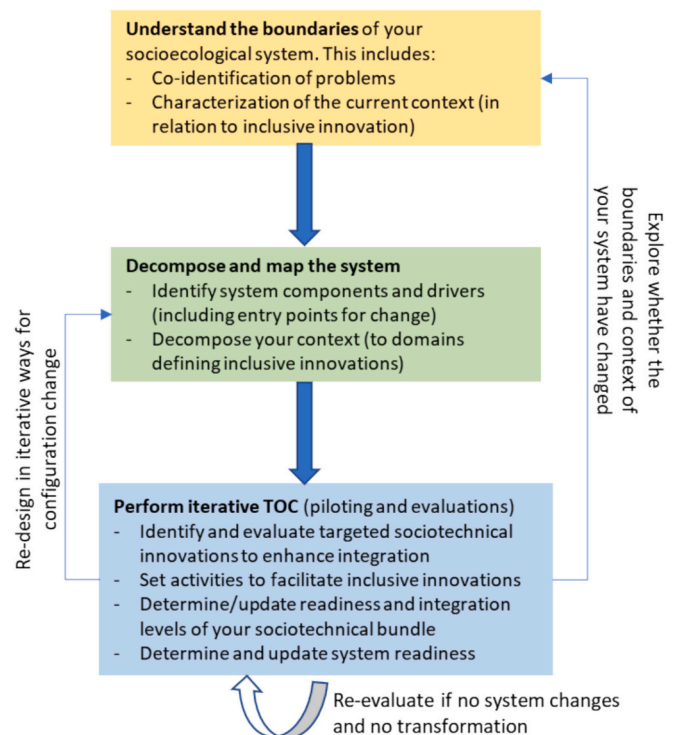 Understand the boundaries of your
socioecological system. This includes:
- Co-identification of problems
- Characterization of the current context (in
relation to inclusive innovation)
Decompose and map the system
- Identify system components and drivers
(including entry points for change)
- Decompose your context (to domains
defining inclusive innovations)
Perform iterative TOC (piloting and evaluations)
- Identify and evaluate targeted sociotechnical
innovations to enhance integration
- Set activities to facilitate inclusive innovations
- Determine/update readiness and integration
levels of your sociotechnical bundle
- Determine and update system readiness
Re-design in iterative ways for
configuration change
Explore whether the
boundaries and context of
your system have changed
Re-evaluate if no system changes
and no transformation